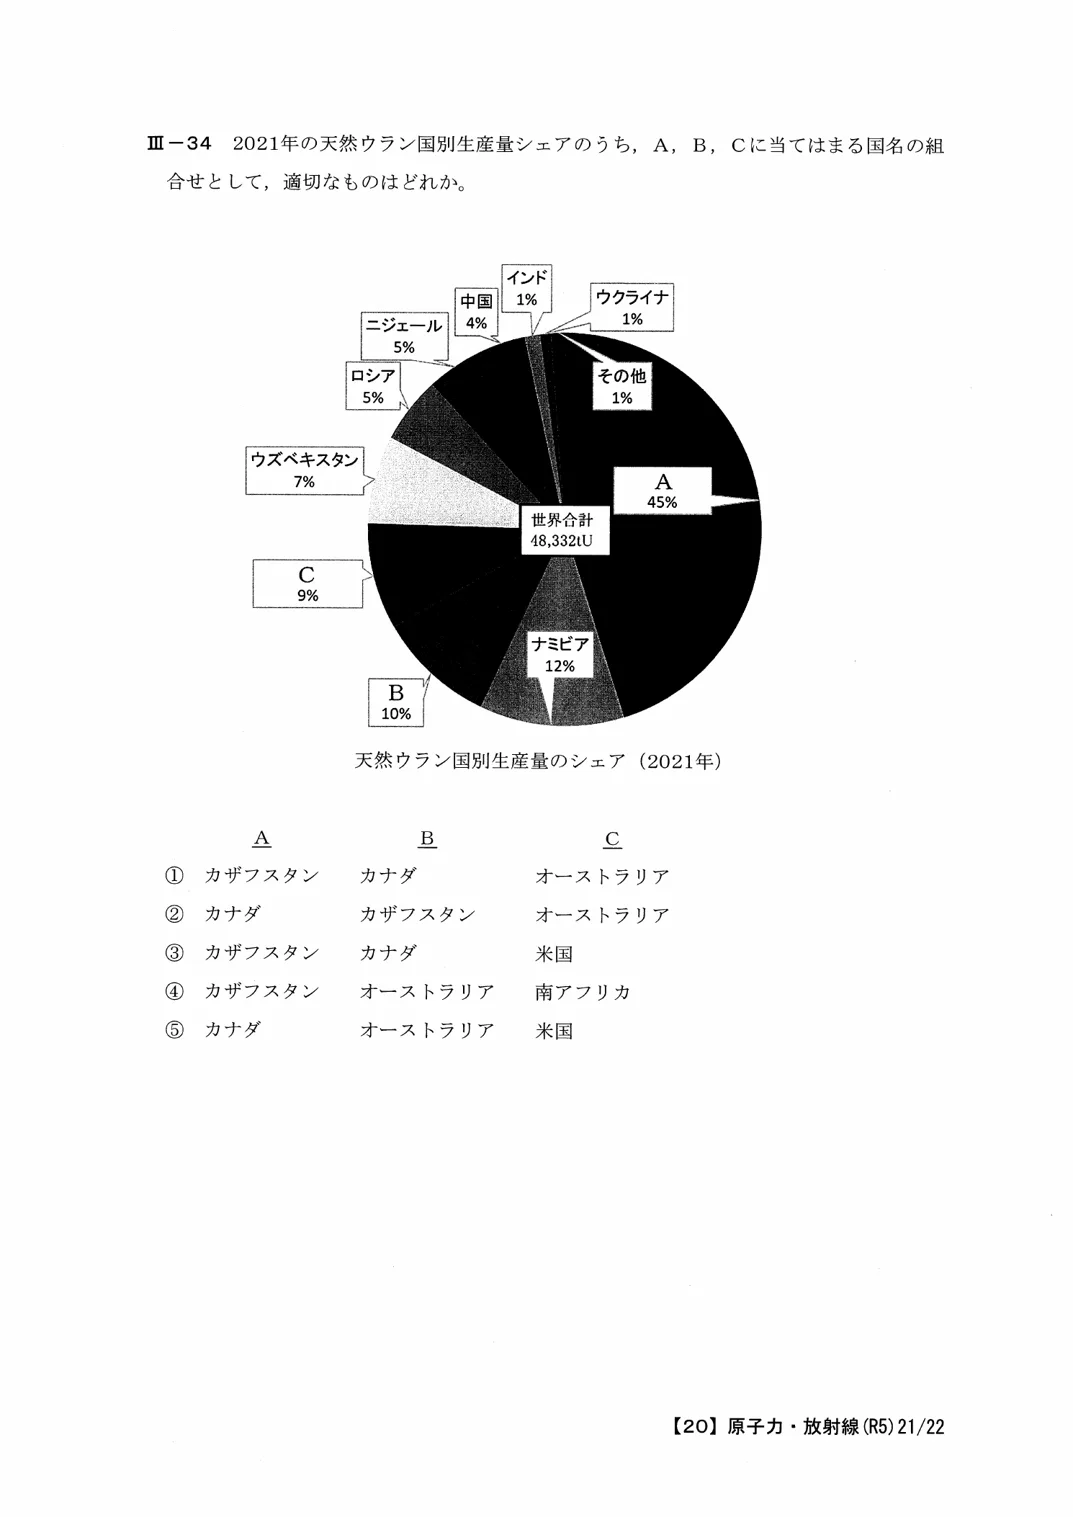 Ⅲ－34　2021年の天然ウラン国別生産量シェアのうち，A，B，Cに当てはまる国名の組
合せとして，適切なものはどれか。
インド
1%
ウクライナ
1%
中国
4%
ニジェール
5%
ロシア
5%
その他
1%
ウズベキスタン
7%
A
45%
世界合計
48,332tU
C
9%
ナミビア
12%
B
10%
天然ウラン国別生産量のシェア（2021年）
A　B　C
① カザフスタン　カナダ　オーストラリア
② カナダ　カザフスタン　オーストラリア
③ カザフスタン　カナダ　米国
④ カザフスタン　オーストラリア　南アフリカ
⑤ カナダ　オーストラリア　米国
【20】原子力・放射線(R5)21/22